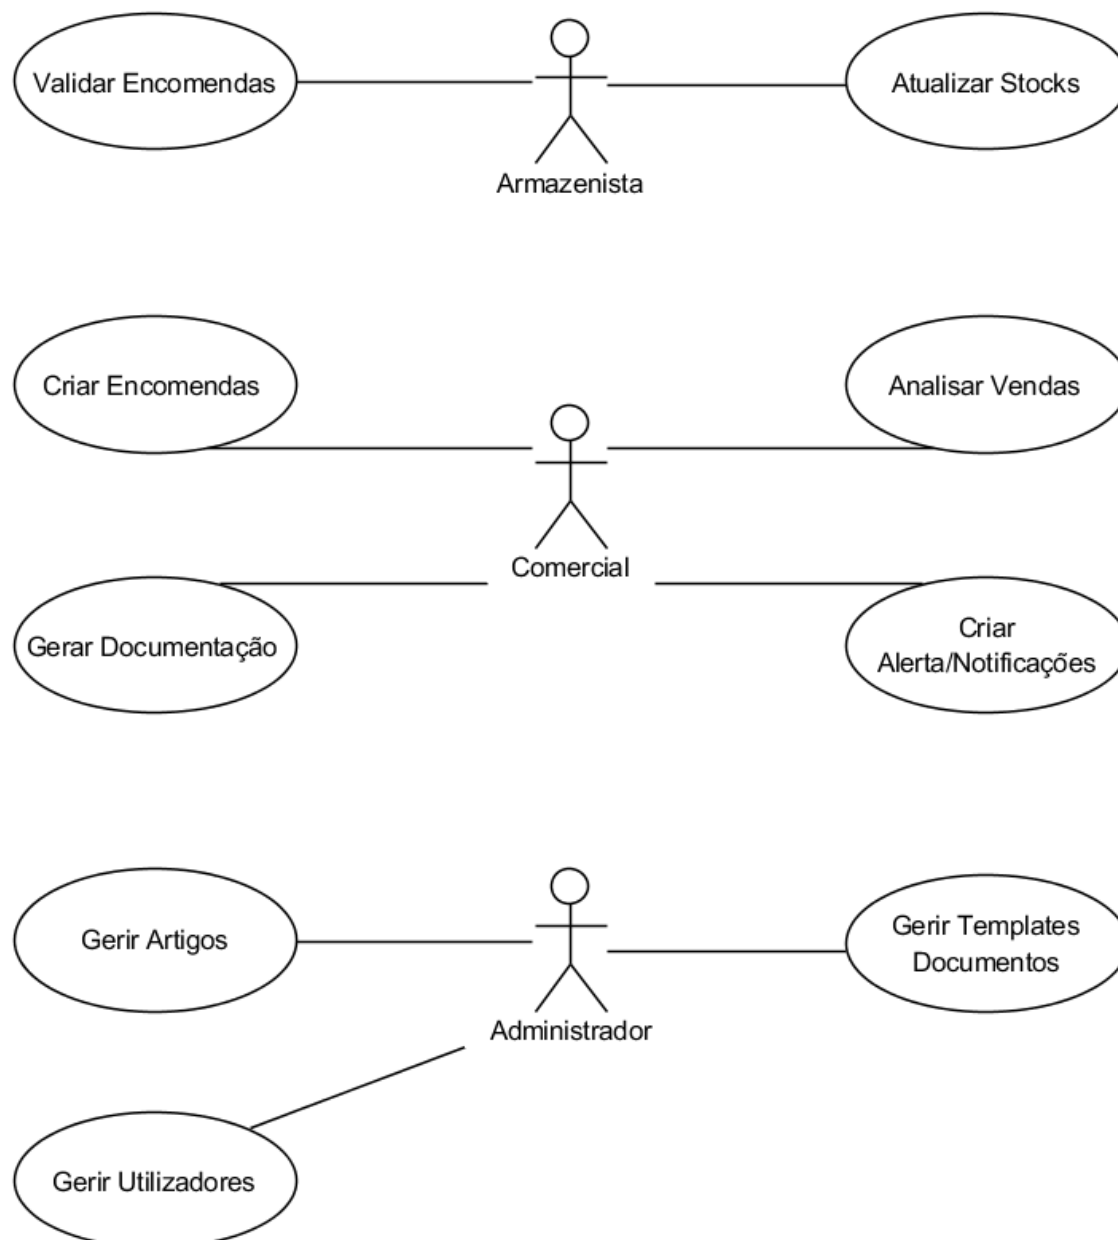 Validar Encomendas
Atualizar Stocks
Armazenista
Criar Encomendas
Analisar Vendas
Comercial
Gerar Documentação
Criar
Alerta/Notificações
Gerir Artigos
Gerir Templates
Documentos
Administrador
Gerir Utilizadores